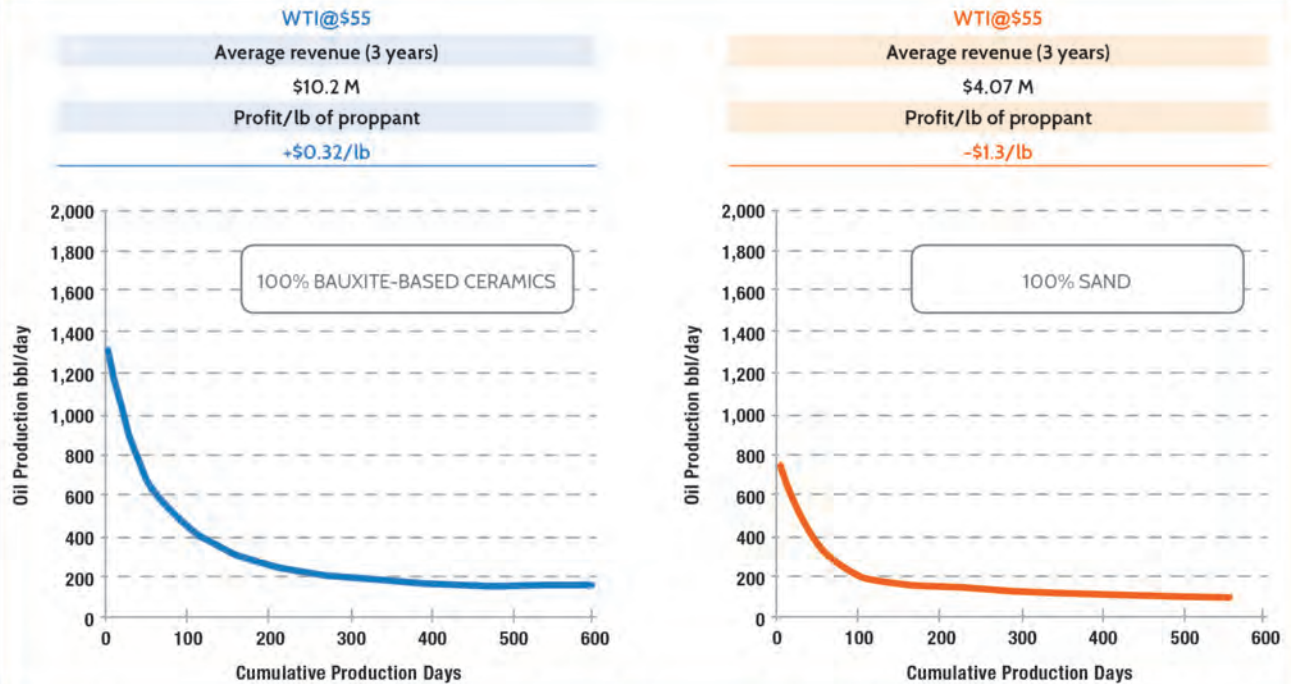 WTI@$55
Average revenue (3 years)
$10.2 M
Profit/lb of proppant
+$0.32/lb
2,000
1,800
1,600
1,400
1,200
1,000
800
600
400
200
0
Oil Production bbl/day
100% BAUXITE-BASED CERAMICS
0 100 200 300 400 500 600
Cumulative Production Days
WTI@$55
Average revenue (3 years)
$4.07 M
Profit/lb of proppant
-$1.3/lb
2,000
1,800
1,600
1,400
1,200
1,000
800
600
400
200
0
Oil Production bbl/day
100% SAND
0 100 200 300 400 500 600
Cumulative Production Days